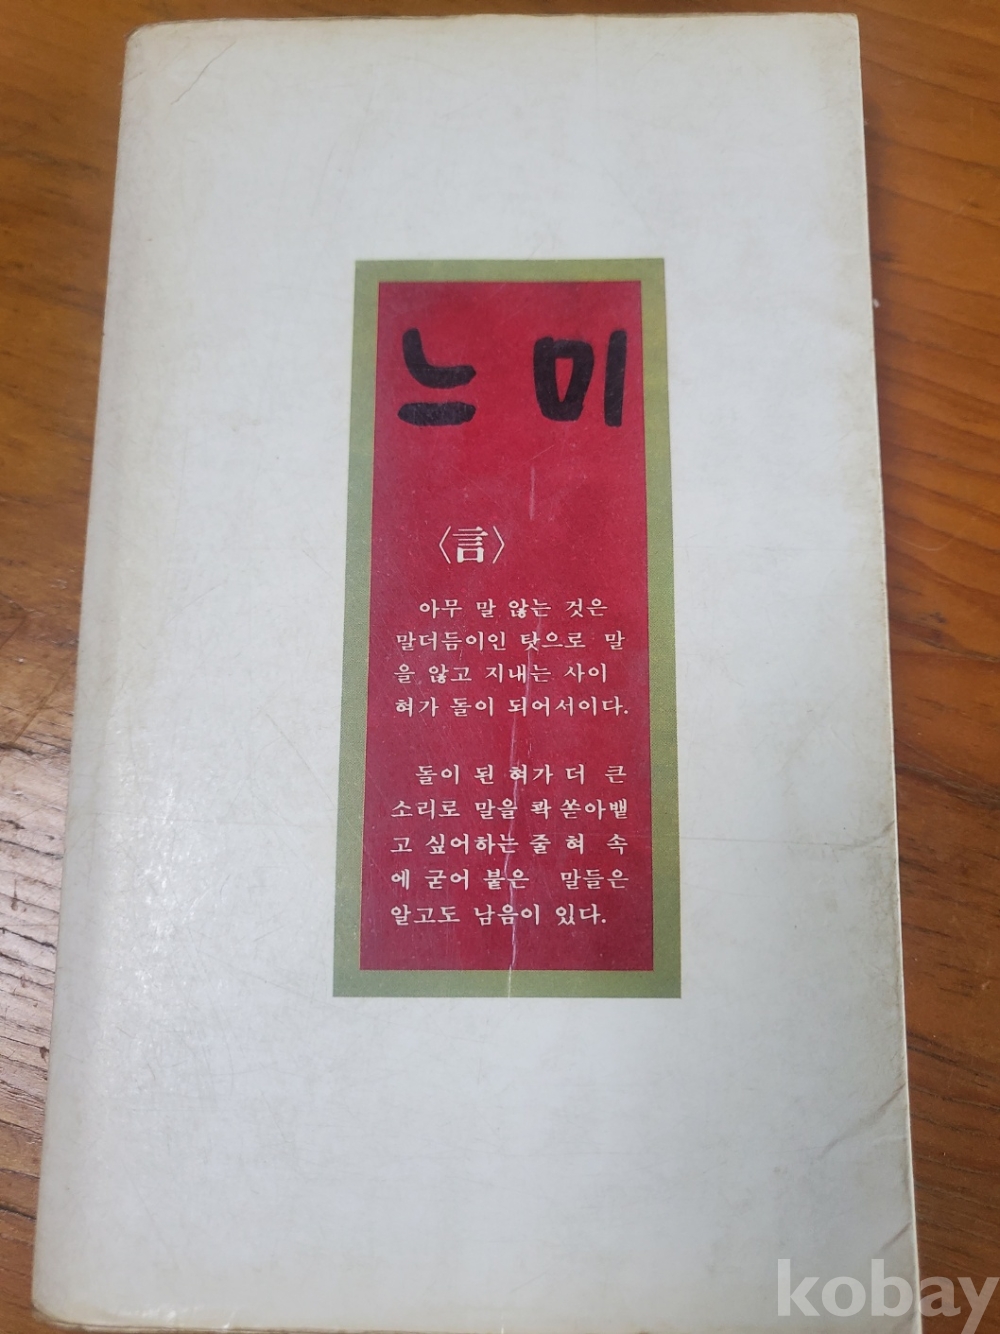 느미
〈言〉
아무 말 않는 것은
말더듬이인 탓으로 말
을 않고 지내는 사이
혀가 돌이 되어서이다.
돌이 된 혀가 더 큰
소리로 말을 콱 쏟아뱉
고 싶어하는 줄 혀 속
에 굳어 붙은 말들은
알고도 남음이 있다.
kobay